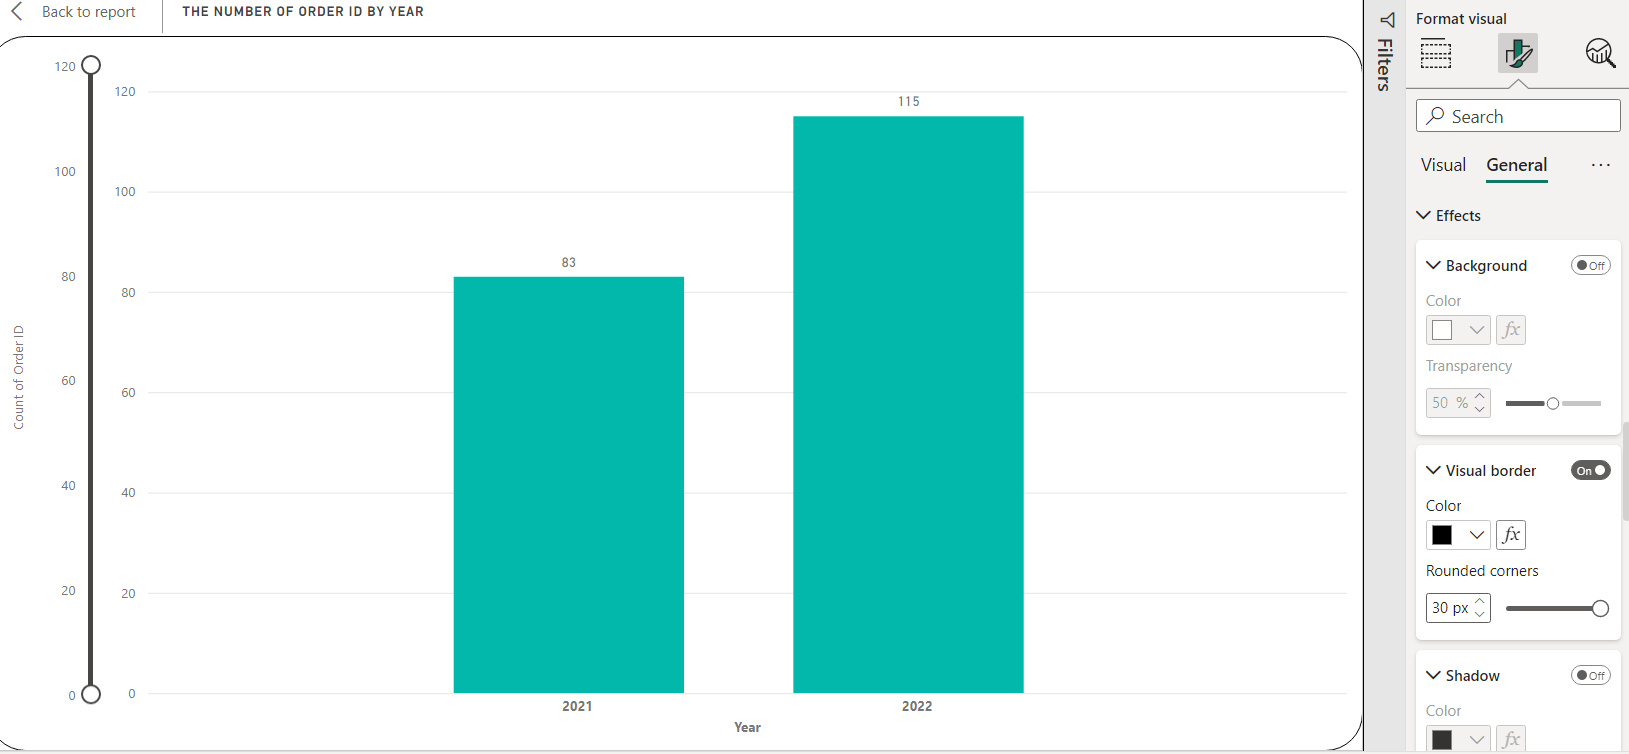 Back to report
THE NUMBER OF ORDER ID BY YEAR
120
100
80
60
40
20
0
Count of Order ID
120
100
80
60
40
20
0
83
115
2021
2022
Year
Filters
Format visual
Search
Visual General ...
Effects
Background Off
Color
fx
Transparency
50 %
Visual border On
Color
fx
Rounded corners
30 px
Shadow Off
Color
fx